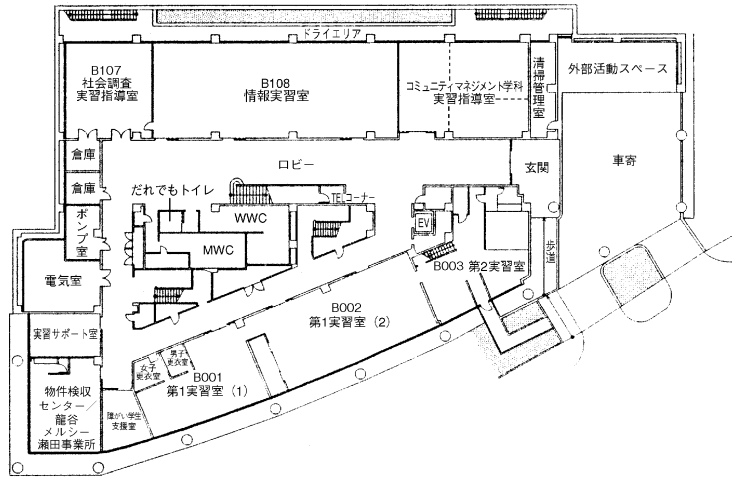 ドライエリア
B107
社会調査
実習指導室
B108
情報実習室
コミュニティマネジメント学科
実習指導室
清掃管理室
外部活動スペース
倉庫
倉庫
ロビー
玄関
車寄
だれでもトイレ
TELコーナー
WWC
MWC
EV
ポンプ室
電気室
歩道
B003 第2実習室
B002
第1実習室(2)
実習サポート室
女子
更衣室
男子
更衣室
B001
第1実習室(1)
物件検収
センター/
龍谷
メルシー
瀬田事業所
障がい学生
支援室